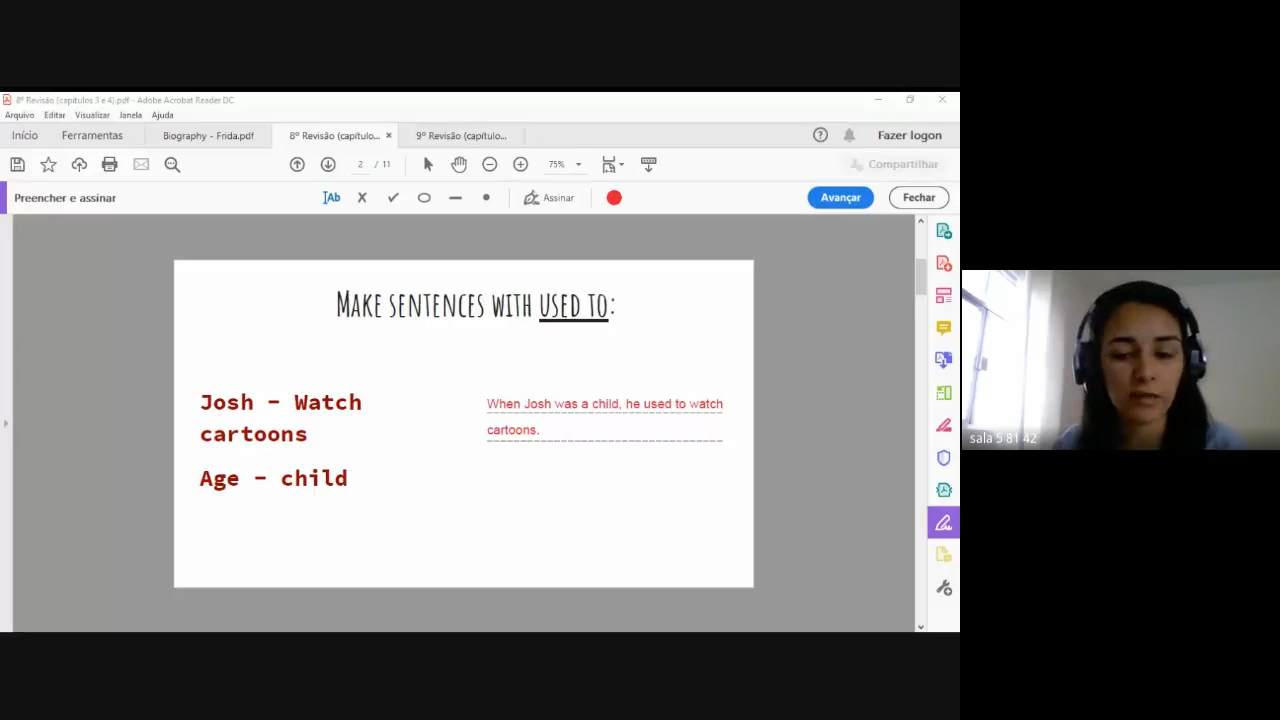 8º Revisão (capítulos 3 e 4).pdf - Adobe Acrobat Reader DC
Arquivo Editar Visualizar Janela Ajuda
Início Ferramentas Biography - Frida.pdf 8º Revisão (capítulo... × 9º Revisão (capítulo... Fazer logon
2 / 11 75% Compartilhar
Preencher e assinar Ab Assinar Avançar Fechar
Make sentences with used to:
Josh - Watch
cartoons
Age - child
When Josh was a child, he used to watch
cartoons.
sala 5 81 42